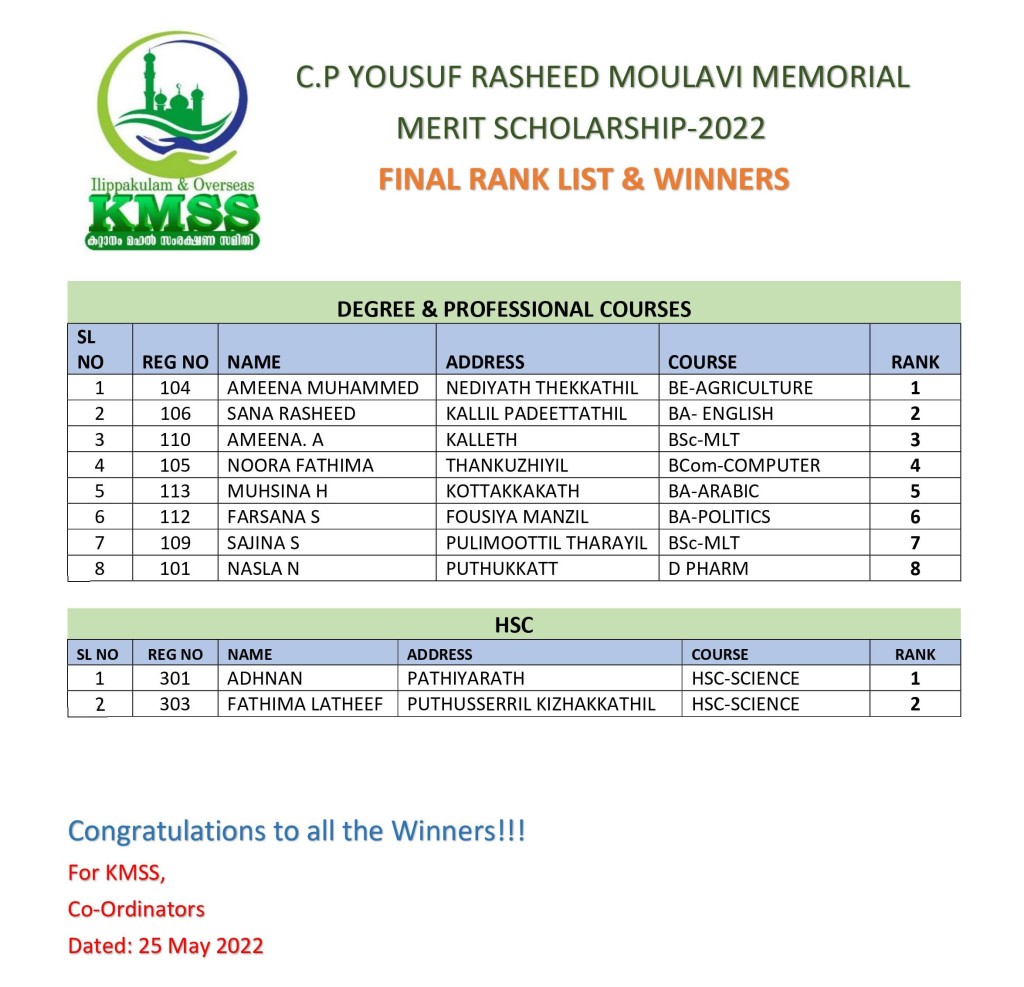 C.P YOUSUF RASHEED MOULAVI MEMORIAL
MERIT SCHOLARSHIP-2022
FINAL RANK LIST & WINNERS
Ilippakulam & Overseas
KMSS
കറ്റാനം മഹൽ സംരക്ഷണ സമിതി
DEGREE & PROFESSIONAL COURSES
SL NO REG NO NAME ADDRESS COURSE RANK
1 104 AMEENA MUHAMMED NEDIYATH THEKKATHIL BE-AGRICULTURE 1
2 106 SANA RASHEED KALLIL PADEETTATHIL BA- ENGLISH 2
3 110 AMEENA. A KALLETH BSc-MLT 3
4 105 NOORA FATHIMA THANKUZHIYIL BCom-COMPUTER 4
5 113 MUHSINA H KOTTAKKAKATH BA-ARABIC 5
6 112 FARSANA S FOUSIYA MANZIL BA-POLITICS 6
7 109 SAJINA S PULIMOOTTIL THARAYIL BSc-MLT 7
8 101 NASLA N PUTHUKKATT D PHARM 8
HSC
SL NO REG NO NAME ADDRESS COURSE RANK
1 301 ADHNAN PATHIYARATH HSC-SCIENCE 1
2 303 FATHIMA LATHEEF PUTHUSSERRIL KIZHAKKATHIL HSC-SCIENCE 2
Congratulations to all the Winners!!!
For KMSS,
Co-Ordinators
Dated: 25 May 2022